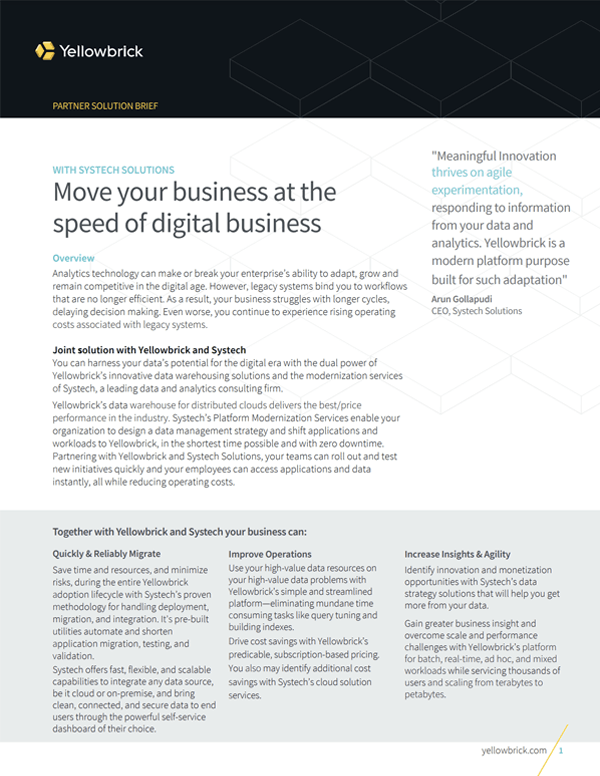 Yellowbrick
PARTNER SOLUTION BRIEF
WITH SYSTECH SOLUTIONS
Move your business at the
speed of digital business
"Meaningful Innovation
thrives on agile
experimentation,
responding to information
from your data and
analytics. Yellowbrick is a
modern platform purpose
built for such adaptation"
Arun Gollapudi
CEO, Systech Solutions
Overview
Analytics technology can make or break your enterprise's ability to adapt, grow and
remain competitive in the digital age. However, legacy systems bind you to workflows
that are no longer efficient. As a result, your business struggles with longer cycles,
delaying decision making. Even worse, you continue to experience rising operating
costs associated with legacy systems.
Joint solution with Yellowbrick and Systech
You can harness your data's potential for the digital era with the dual power of
Yellowbrick's innovative data warehousing solutions and the modernization services
of Systech, a leading data and analytics consulting firm.
Yellowbrick's data warehouse for distributed clouds delivers the best/price
performance in the industry. Systech's Platform Modernization Services enable your
organization to design a data management strategy and shift applications and
workloads to Yellowbrick, in the shortest time possible and with zero downtime.
Partnering with Yellowbrick and Systech Solutions, your teams can roll out and test
new initiatives quickly and your employees can access applications and data
instantly, all while reducing operating costs.
Together with Yellowbrick and Systech your business can:
Quickly & Reliably Migrate
Save time and resources, and minimize
risks, during the entire Yellowbrick
adoption lifecycle with Systech's proven
methodology for handling deployment,
migration, and integration. It's pre-built
utilities automate and shorten
application migration, testing, and
validation.
Systech offers fast, flexible, and scalable
capabilities to integrate any data source,
be it cloud or on-premise, and bring
clean, connected, and secure data to end
users through the powerful self-service
dashboard of their choice.
Improve Operations
Use your high-value data resources on
your high-value data problems with
Yellowbrick's simple and streamlined
platform—eliminating mundane time
consuming tasks like query tuning and
building indexes.
Drive cost savings with Yellowbrick's
predicable, subscription-based pricing.
You also may identify additional cost
savings with Systech's cloud solution
services.
Increase Insights & Agility
Identify innovation and monetization
opportunities with Systech's data
strategy solutions that will help you get
more from your data.
Gain greater business insight and
overcome scale and performance
challenges with Yellowbrick's platform
for batch, real-time, ad hoc, and mixed
workloads while servicing thousands of
users and scaling from terabytes to
petabytes.
yellowbrick.com 1